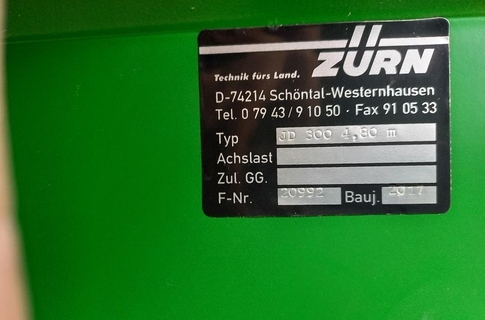 ZÜRN
Technik fürs Land.
D-74214 Schöntal-Westernhausen
Tel. 0 79 43 / 9 10 50 · Fax 91 05 33
Typ JD 300 4,80 m
Achslast
Zul. GG.
F-Nr. 20992 Bauj. 2017